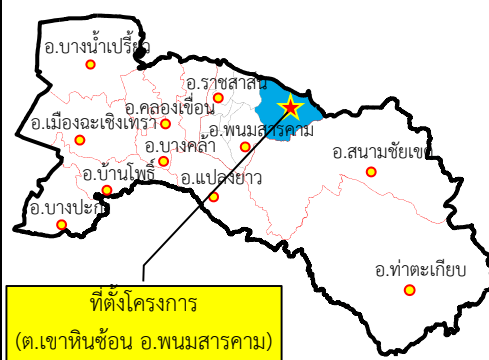 อ.บางน้ำเปรี้ยว
อ.ราชสาส์น
อ.คลองเขื่อน
อ.เมืองฉะเชิงเทรา
อ.พนมสารคาม
อ.บางคล้า
อ.สนามชัยเขต
อ.บ้านโพธิ์
อ.แปลงยาว
อ.บางปะกง
อ.ท่าตะเกียบ
ที่ตั้งโครงการ
(ต.เขาหินซ้อน อ.พนมสารคาม)